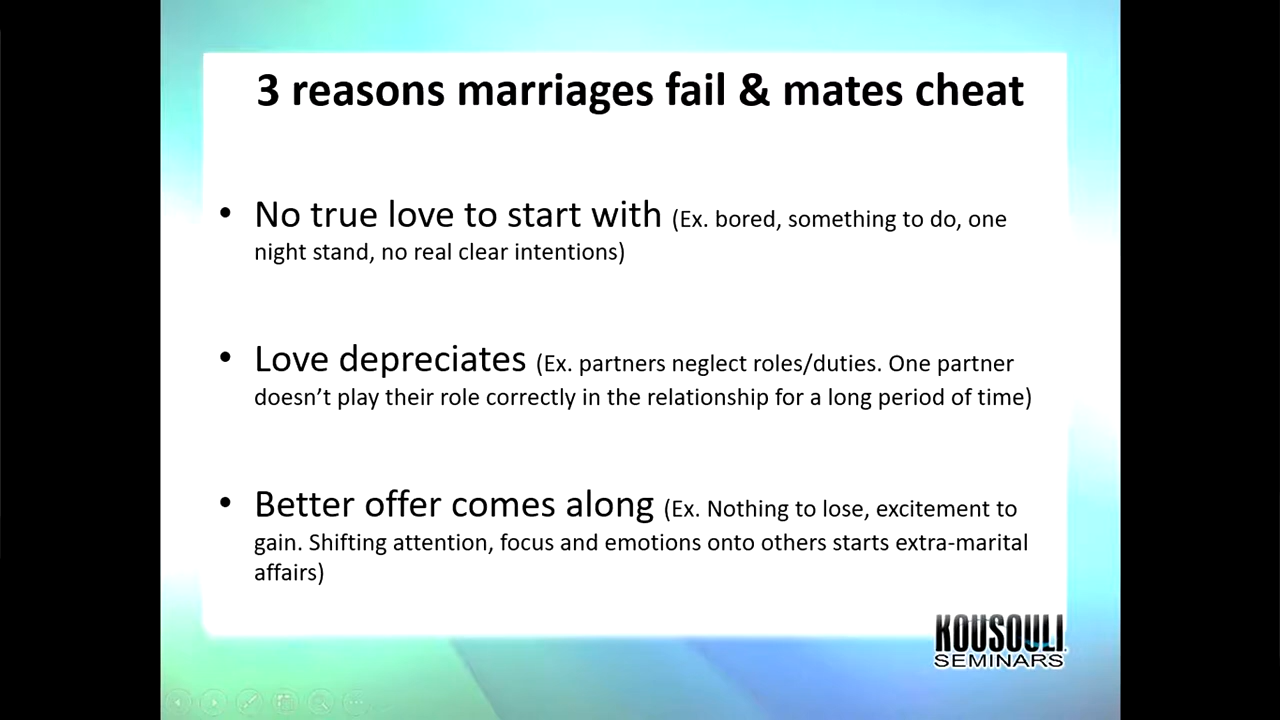 3 reasons marriages fail & mates cheat
• No true love to start with (Ex. bored, something to do, one
night stand, no real clear intentions)
• Love depreciates (Ex. partners neglect roles/duties. One partner
doesn’t play their role correctly in the relationship for a long period of time)
• Better offer comes along (Ex. Nothing to lose, excitement to
gain. Shifting attention, focus and emotions onto others starts extra-marital
affairs)
KOUSOULI
SEMINARS